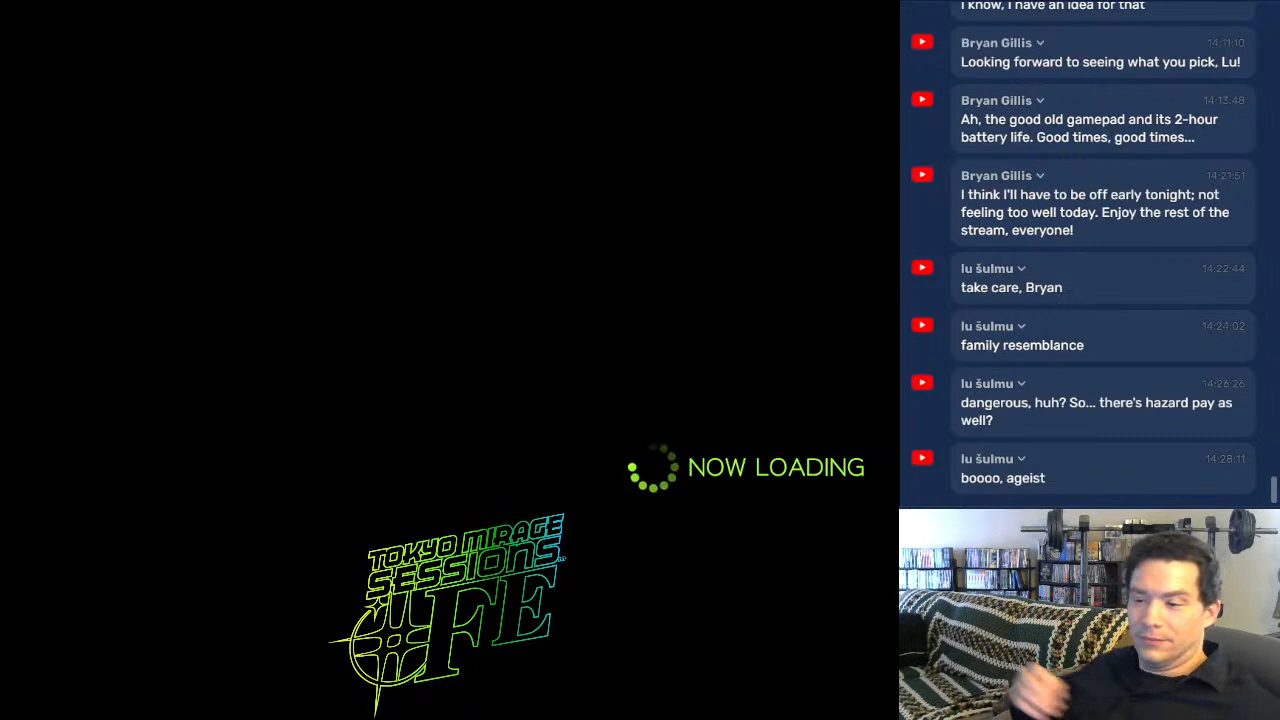 I know, I have an idea for that
Bryan Gillis
14:11:10
Looking forward to seeing what you pick, Lu!
Bryan Gillis
14:13:48
Ah, the good old gamepad and its 2-hour
battery life. Good times, good times...
Bryan Gillis
14:21:51
I think I'll have to be off early tonight; not
feeling too well today. Enjoy the rest of the
stream, everyone!
lu šulmu
14:22:44
take care, Bryan
lu šulmu
14:24:02
family resemblance
lu šulmu
14:26:26
dangerous, huh? So... there's hazard pay as
well?
lu šulmu
14:28:11
boooo, ageist
NOW LOADING
TOKYO MIRAGE
SESSIONS
#FE